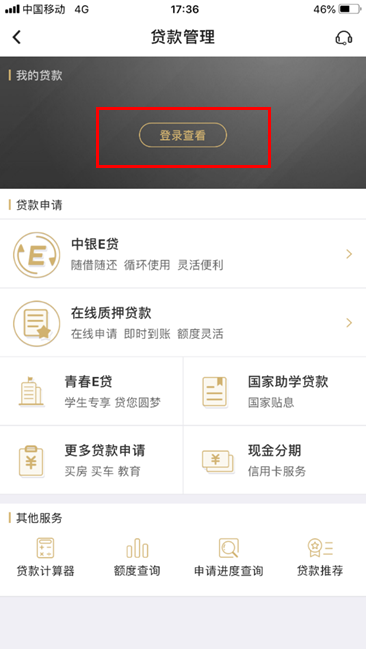 中国移动 4G 17:36 46%
贷款管理
我的贷款
登录查看
贷款申请
中银E贷
随借随还 循环使用 灵活便利
在线质押贷款
在线申请 即时到账 额度灵活
青春E贷
学生专享 贷您圆梦
国家助学贷款
国家贴息
更多贷款申请
买房 买车 教育
现金分期
信用卡服务
其他服务
贷款计算器 额度查询 申请进度查询 贷款推荐